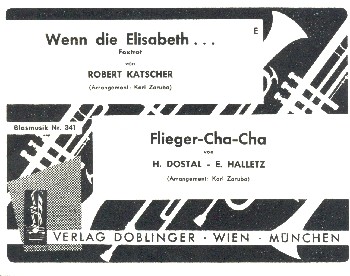 Wenn die Elisabeth . . .
E
Foxtrot
von
ROBERT KATSCHER
(Arrangement: Karl Zaruba)
Blasmusik Nr. 341
Flieger-Cha-Cha
von
H. DOSTAL - E. HALLETZ
(Arrangement: Karl Zaruba)
VERLAG DOBLINGER · WIEN - MÜNCHEN